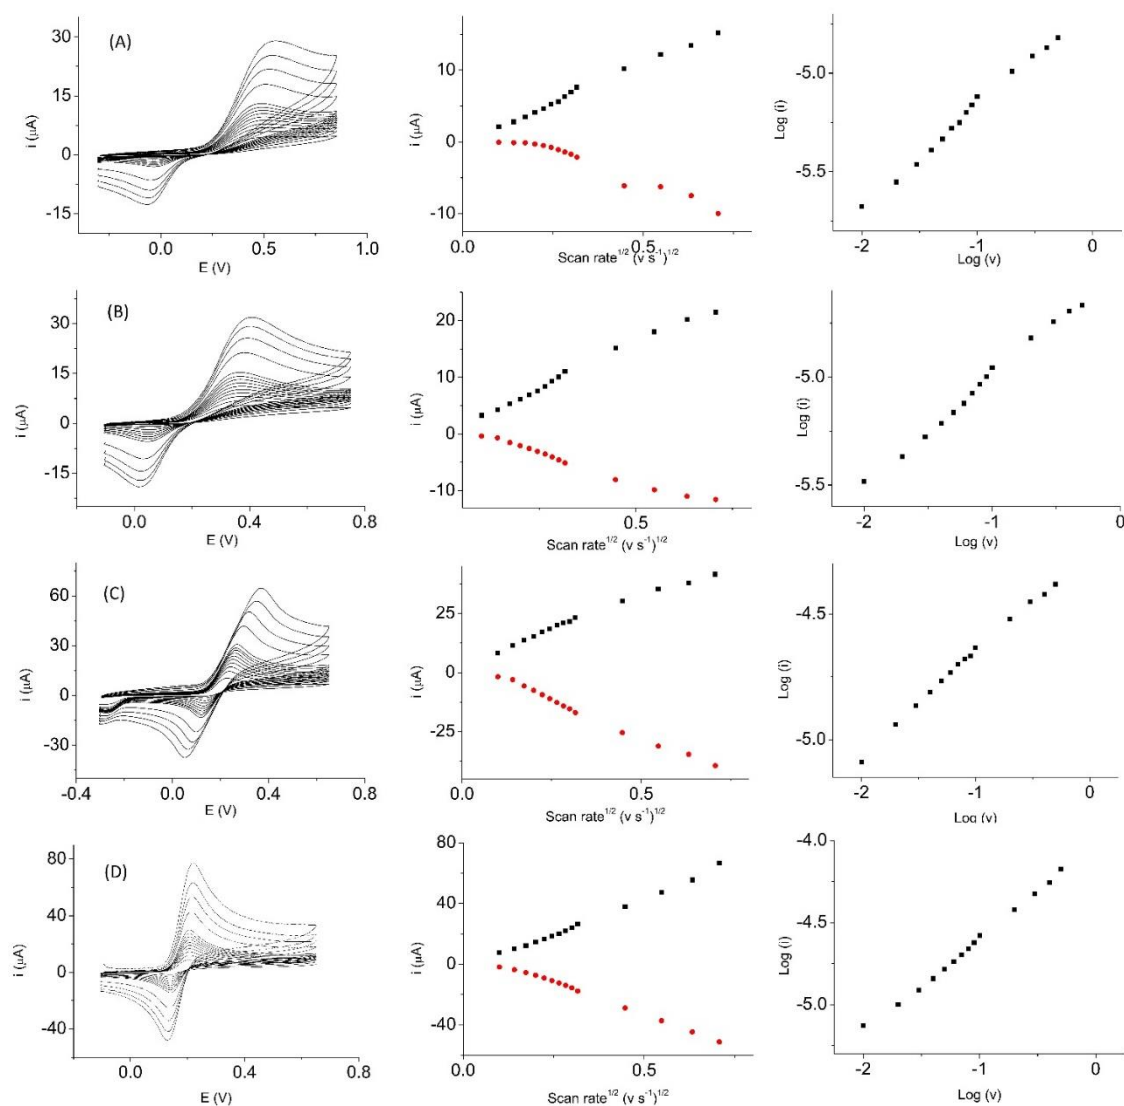 (A)
30
15
0
-15
i (μA)
0.0
0.5
1.0
E (V)
10
0
-10
i (μA)
0.0
0.5
Scan rate1/2 (v s-1)1/2
-5.0
-5.5
Log (i)
-2
-1
0
Log (v)
(B)
30
15
0
-15
i (μA)
0.0
0.4
0.8
E (V)
20
10
0
-10
i (μA)
0.5
Scan rate1/2 (v s-1)1/2
-5.0
-5.5
Log (i)
-2
-1
0
Log (v)
(C)
60
30
0
-30
i (μA)
-0.4
0.0
0.4
0.8
E (V)
25
0
-25
i (μA)
0.0
0.5
Scan rate1/2 (v s-1)1/2
-4.5
-5.0
Log (i)
-2
-1
0
Log (v)
(D)
80
40
0
-40
i (μA)
0.0
0.4
0.8
E (V)
80
40
0
-40
i (μA)
0.0
0.5
Scan rate1/2 (v s-1)1/2
-4.0
-4.5
-5.0
Log (i)
-2
-1
0
Log (v)